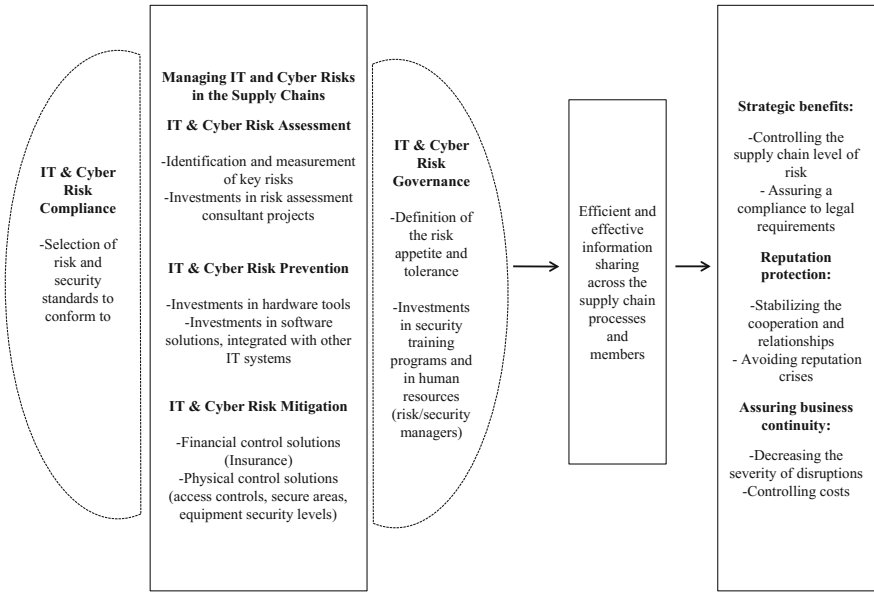 IT & Cyber
Risk
Compliance
-Selection of
risk and
security
standards to
conform to
Managing IT and Cyber Risks
in the Supply Chains
IT & Cyber Risk Assessment
-Identification and measurement
of key risks
-Investments in risk assessment
consultant projects
IT & Cyber Risk Prevention
-Investments in hardware tools
-Investments in software
solutions, integrated with other
IT systems
IT & Cyber Risk Mitigation
-Financial control solutions
(Insurance)
-Physical control solutions
(access controls, secure areas,
equipment security levels)
IT & Cyber
Risk
Governance
-Definition of
the risk
appetite and
tolerance
-Investments
in security
training
programs and
in human
resources
(risk/security
managers)
Efficient and
effective
information
sharing
across the
supply chain
processes
and
members
Strategic benefits:
-Controlling the
supply chain level of
risk
- Assuring a
compliance to legal
requirements
Reputation
protection:
-Stabilizing the
cooperation and
relationships
- Avoiding reputation
crises
Assuring business
continuity:
-Decreasing the
severity of disruptions
-Controlling costs